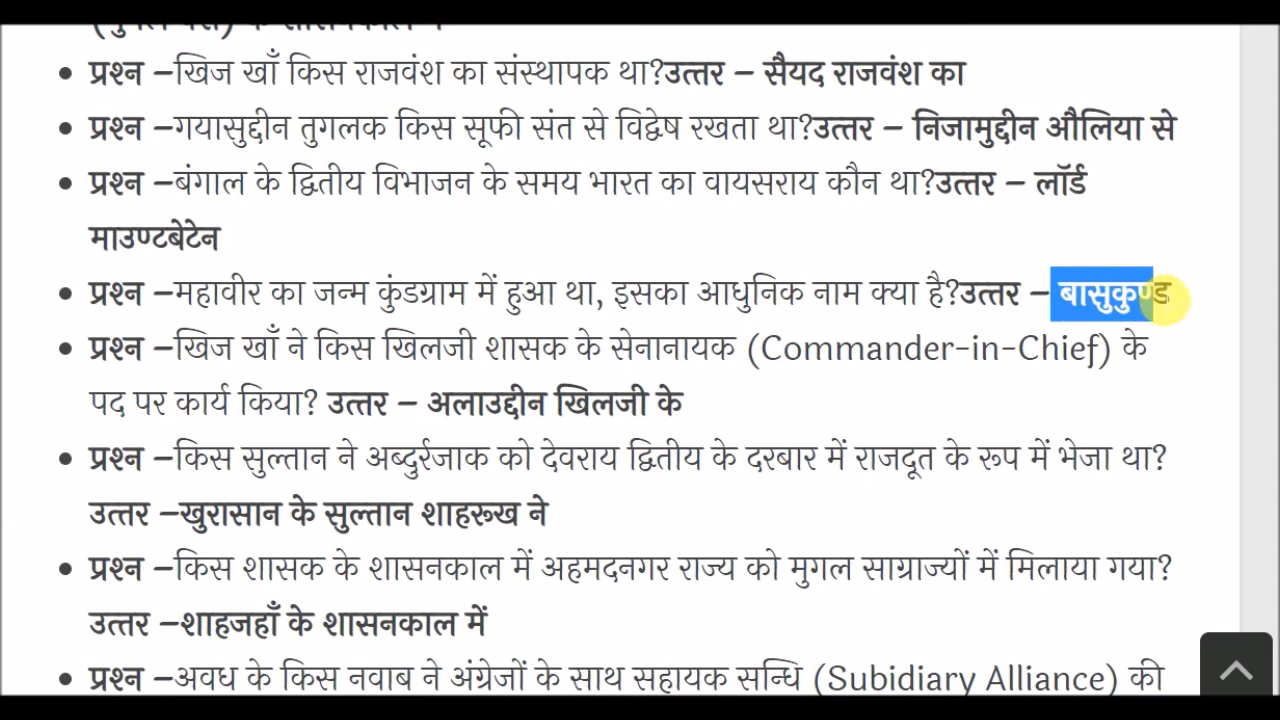 • प्रश्न –खिज खाँ किस राजवंश का संस्थापक था?उत्तर – सैयद राजवंश का
• प्रश्न –गयासुद्दीन तुगलक किस सूफी संत से विद्वेष रखता था?उत्तर – निजामुद्दीन औलिया से
• प्रश्न –बंगाल के द्वितीय विभाजन के समय भारत का वायसराय कौन था?उत्तर – लॉर्ड
माउण्टबेटेन
• प्रश्न –महावीर का जन्म कुंडग्राम में हुआ था, इसका आधुनिक नाम क्या है?उत्तर – बासुकुण्ड
• प्रश्न –खिज खाँ ने किस खिलजी शासक के सेनानायक (Commander-in-Chief) के
पद पर कार्य किया? उत्तर – अलाउद्दीन खिलजी के
• प्रश्न –किस सुल्तान ने अब्दुर्रजाक को देवराय द्वितीय के दरबार में राजदूत के रूप में भेजा था?
उत्तर –खुरासान के सुल्तान शाहरूख ने
• प्रश्न –किस शासक के शासनकाल में अहमदनगर राज्य को मुगल साग्राज्यों में मिलाया गया?
उत्तर –शाहजहाँ के शासनकाल में
• प्रश्न –अवध के किस नवाब ने अंग्रेजों के साथ सहायक सन्धि (Subidiary Alliance) की